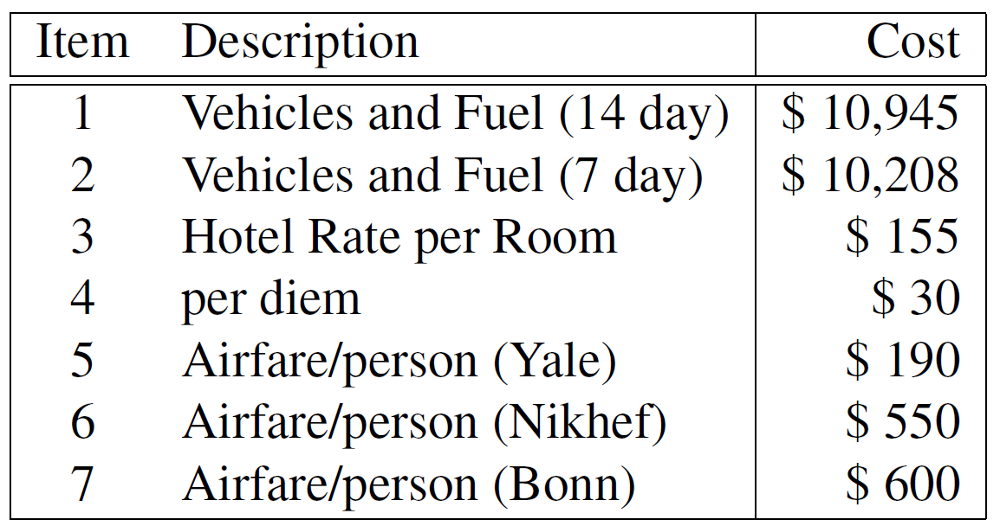 Item Description Cost
1 Vehicles and Fuel (14 day) $ 10,945
2 Vehicles and Fuel (7 day) $ 10,208
3 Hotel Rate per Room $ 155
4 per diem $ 30
5 Airfare/person (Yale) $ 190
6 Airfare/person (Nikhef) $ 550
7 Airfare/person (Bonn) $ 600